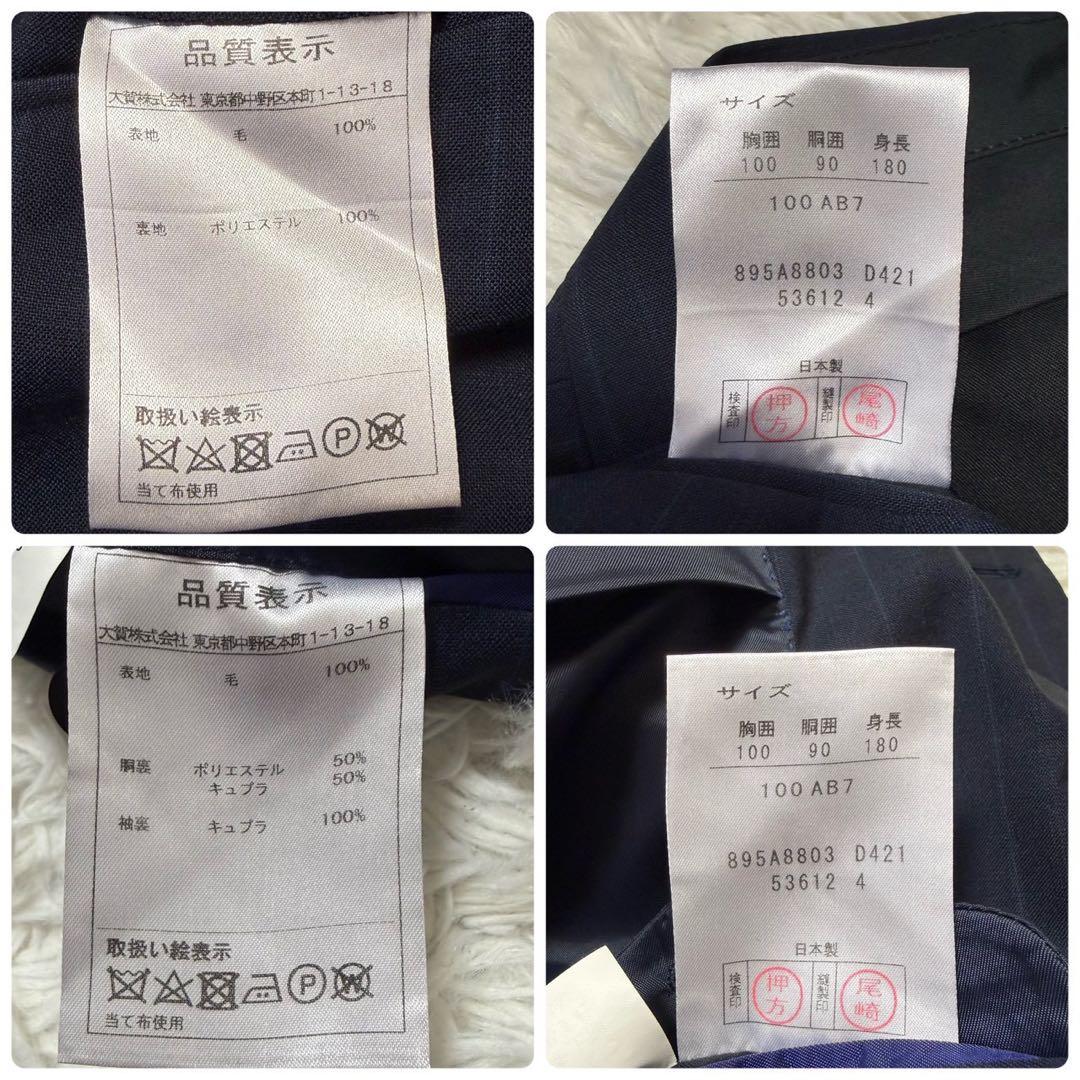 品質表示
大賀株式会社 東京都中野区本町1-13-18
表地 毛 100%
裏地 ポリエステル 100%
取扱い絵表示
P W
当て布使用
サイズ
胸囲 胴囲 身長
100 90 180
100 AB7
895A8803 D421
53612 4
日本製
検査印 押方 縫製印 尾崎
品質表示
大賀株式会社 東京都中野区本町1-13-18
表地 毛 100%
胴裏 ポリエステル 50%
キュプラ 50%
袖裏 キュプラ 100%
取扱い絵表示
P W
当て布使用
サイズ
胸囲 胴囲 身長
100 90 180
100 AB7
895A8803 D421
53612 4
日本製
検査印 押方 縫製印 尾崎